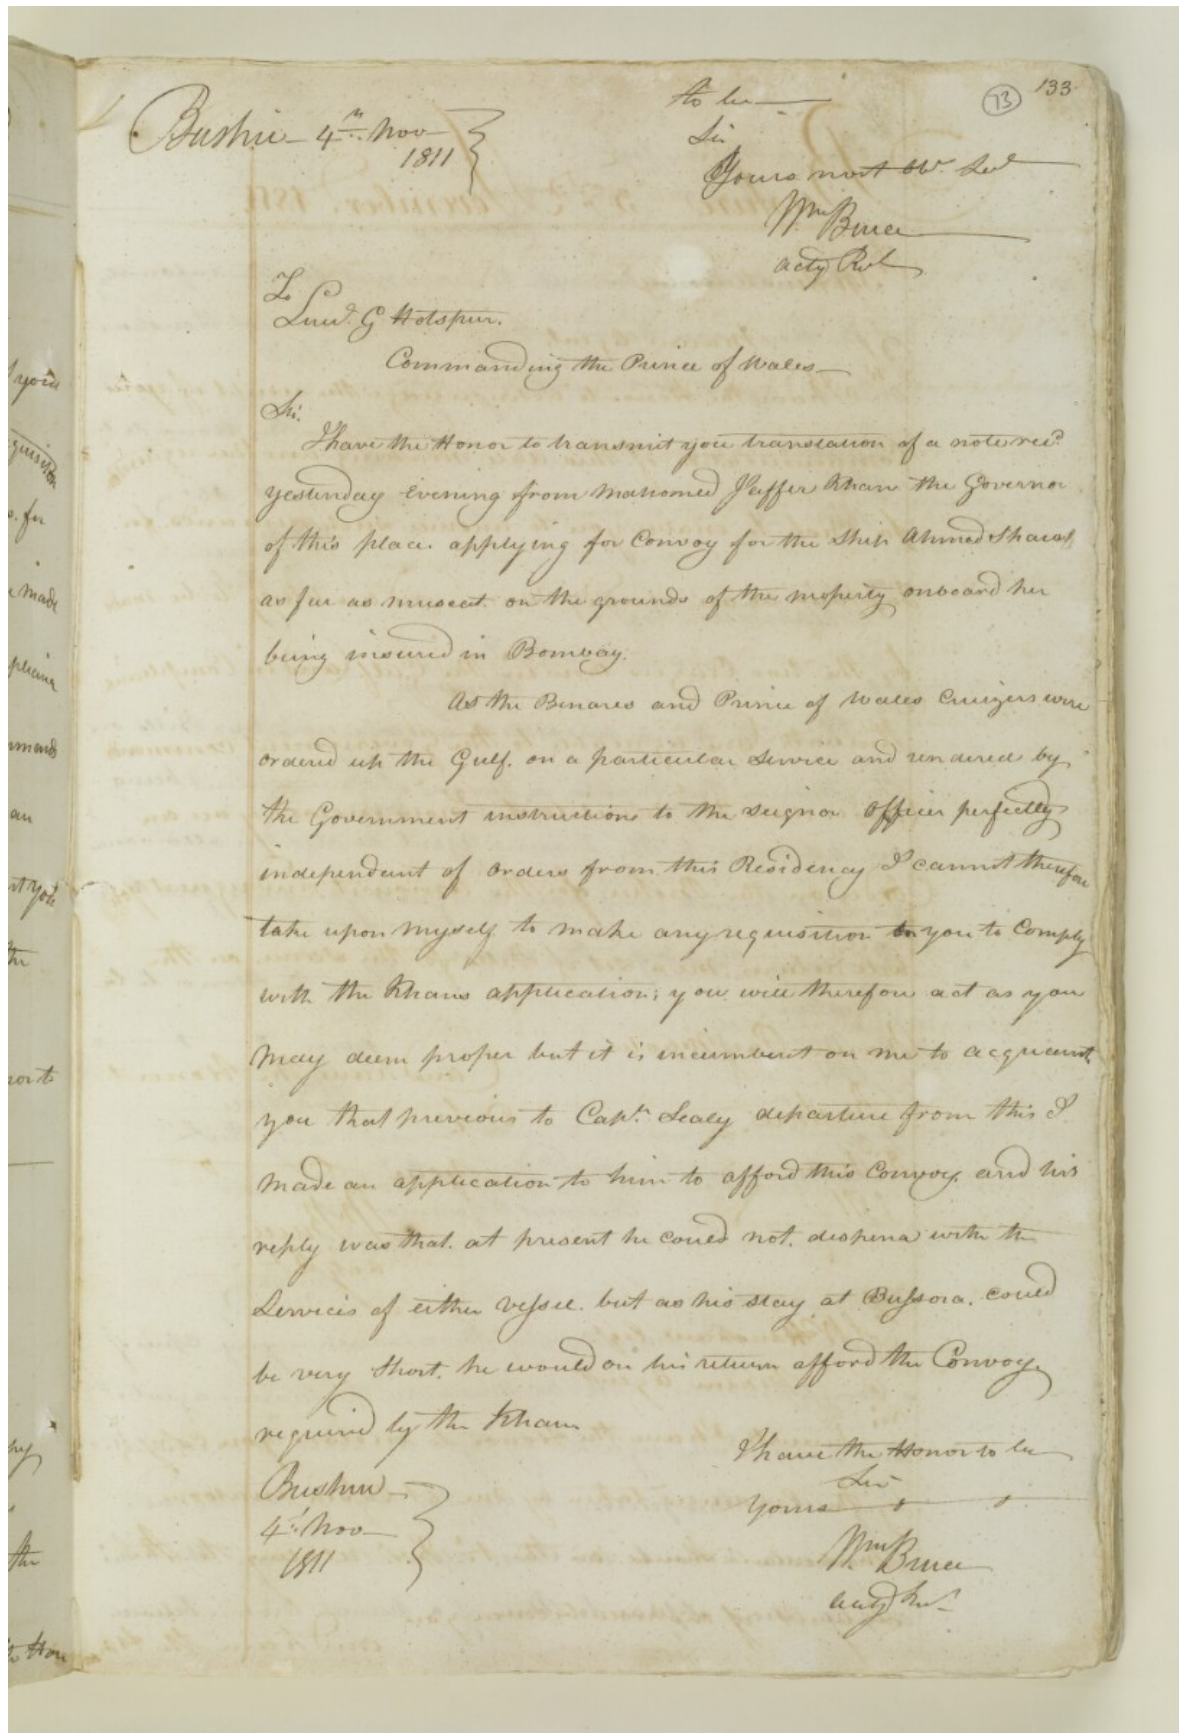 133
73
to be
Sir
Yours most Obt. Servt
Wm Bruce
Actg Rest
Bushire 4th Nov
1811
To
Lieut. G Hotspur.
Commanding the Prince of Wales
Sir.
I have the Honor to transmit you translation of a note recd.
yesterday Evening from Mahomed Jaffer Khan the Governor
of this place. applying for Convoy for the Ship Ahmed Shaw
as far as muscat. on the grounds of the property onboard her
being insured in Bombay.
As the Benares and Prince of Wales Cruizers were
ordered up the Gulf. on a particular Service and rendered by
the Government instructions to the seignor Officer perfectly
independent of orders from this Residency I cannot therefore
take upon myself to make any requisition to you to Comply
with the Khans application; you will therefore act as you
may deem proper but it is incumbent on me to acquaint
you that previous to Capt. Sealy departure from this I
made an application to him to afford this Convoy. and his
reply was that. at present he could not. dispense with the
Services of either vessel. but as his stay at Bussora. could
be very short. he would on his return afford the Convoy
required by the Khan
I have the Honor to be
Sir
Yours
Bushire
4th Nov
1811
Wm Bruce
Actg Rest